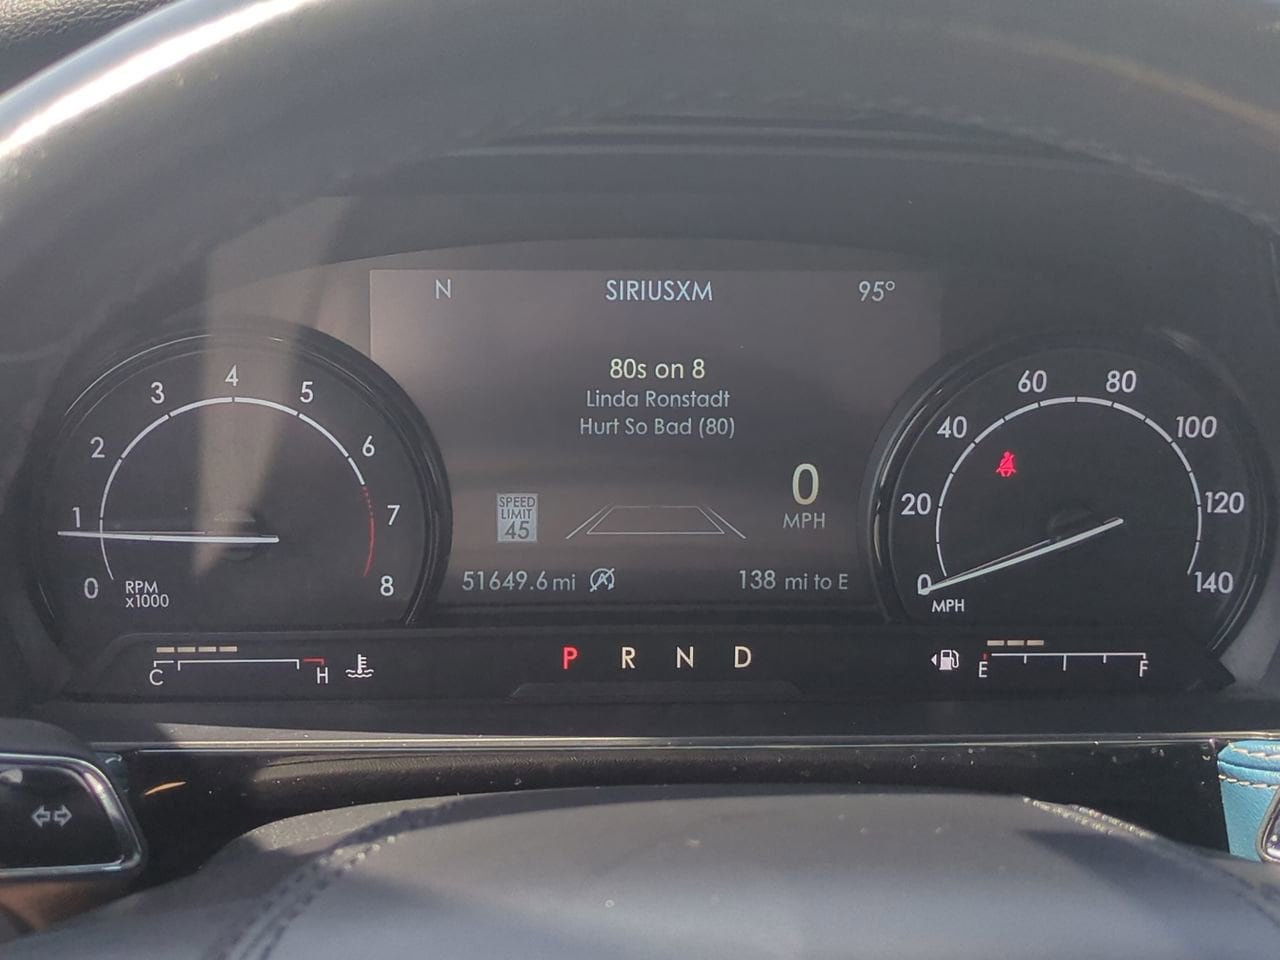 N SIRIUSXM 95°
80s on 8
Linda Ronstadt
Hurt So Bad (80)
0 1 2 3 4 5 6 7 8
RPM
x1000
SPEED
LIMIT
45
0
MPH
51649.6 mi A 138 mi to E
0 20 40 60 80 100 120 140
MPH
C H
P R N D
E F